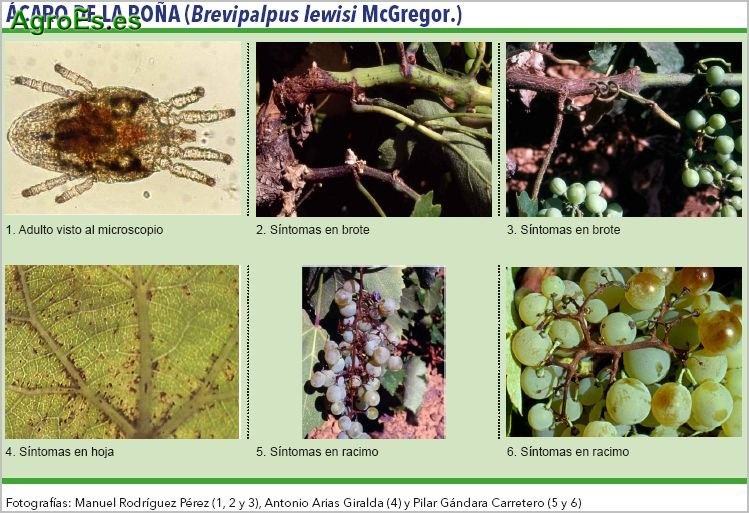 ÁCARO DE LA ROÑA (Brevipalpus lewisi McGregor.)
AgroEs.es
1. Adulto visto al microscopio
2. Síntomas en brote
3. Síntomas en brote
4. Síntomas en hoja
5. Síntomas en racimo
6. Síntomas en racimo
Fotografías: Manuel Rodríguez Pérez (1, 2 y 3), Antonio Arias Giralda (4) y Pilar Gándara Carretero (5 y 6)